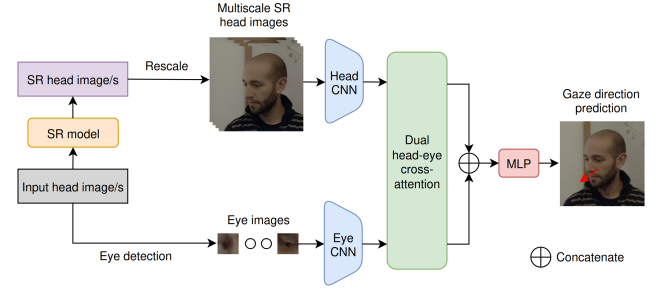 Multiscale SR
head images
SR head image/s
Rescale
Head
CNN
SR model
Dual
head-eye
cross-
attention
Gaze direction
prediction
MLP
Input head image/s
Eye images
Eye
CNN
Eye detection
Concatenate